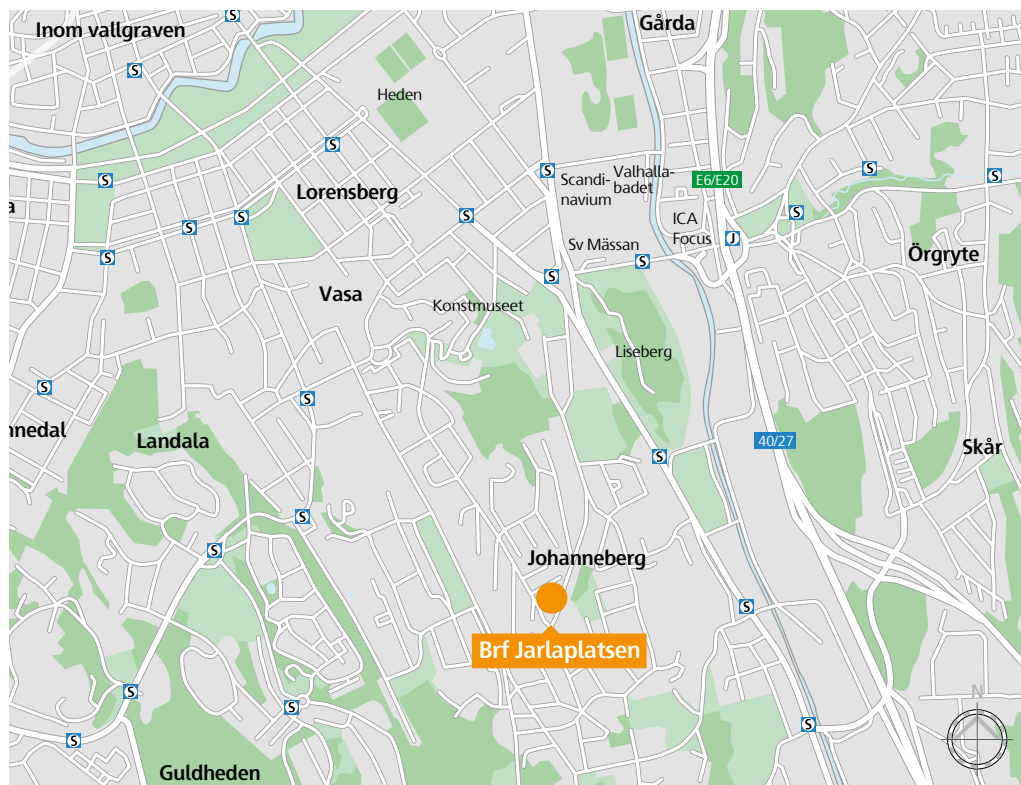 S
Gårda
Inom vallgraven
S
S
Heden
S
S
S
S
Valhalla-
badet
Scandi-
navium
E6/E20
S
S
Lorensberg
S
S
S
ICA
Focus
J
S
Sv Mässan
a
S
S
S
Örgryte
Vasa
Konstmuseet
Liseberg
S
S
nnedal
Landala
40/27
Skår
S
S
S
Johanneberg
S
Brf Jarlaplatsen
S
N
S
S
S
Guldheden